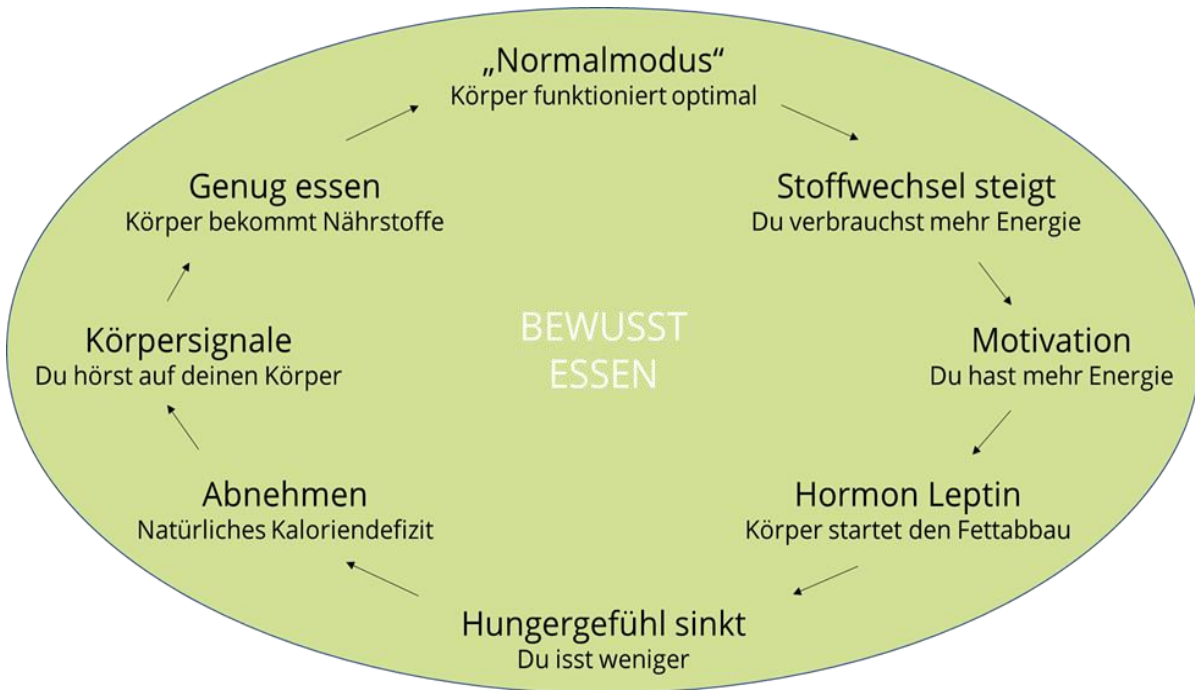 „Normalmodus“
Körper funktioniert optimal
Stoffwechsel steigt
Du verbrauchst mehr Energie
Motivation
Du hast mehr Energie
Hormon Leptin
Körper startet den Fettabbau
Hungergefühl sinkt
Du isst weniger
Abnehmen
Natürliches Kaloriendefizit
Körpersignale
Du hörst auf deinen Körper
Genug essen
Körper bekommt Nährstoffe
BEWUSST
ESSEN